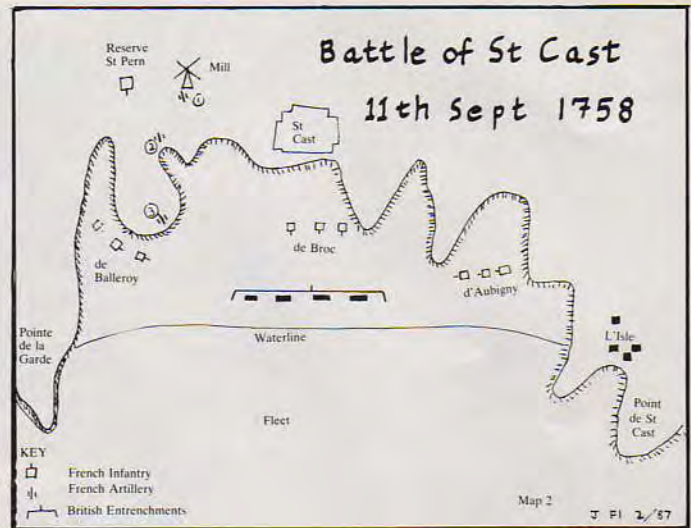 Battle of St Cast
11th Sept 1758
Reserve
St Pern
Mill
1
St
Cast
2
3
de
Balleroy
de Broc
d'Aubigny
Pointe
de la
Garde
Waterline
L'Isle
Fleet
Point
de St
Cast
KEY
French Infantry
French Artillery
British Entrenchments
Map 2